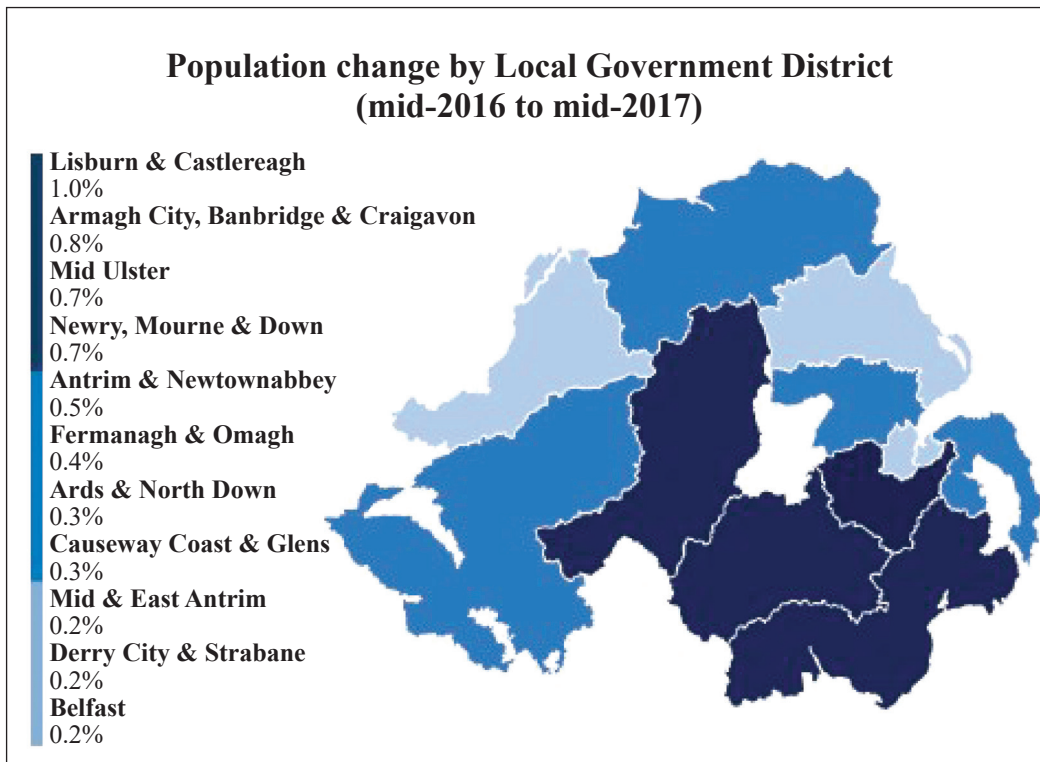 Population change by Local Government District
(mid-2016 to mid-2017)
Lisburn & Castlereagh
1.0%
Armagh City, Banbridge & Craigavon
0.8%
Mid Ulster
0.7%
Newry, Mourne & Down
0.7%
Antrim & Newtownabbey
0.5%
Fermanagh & Omagh
0.4%
Ards & North Down
0.3%
Causeway Coast & Glens
0.3%
Mid & East Antrim
0.2%
Derry City & Strabane
0.2%
Belfast
0.2%